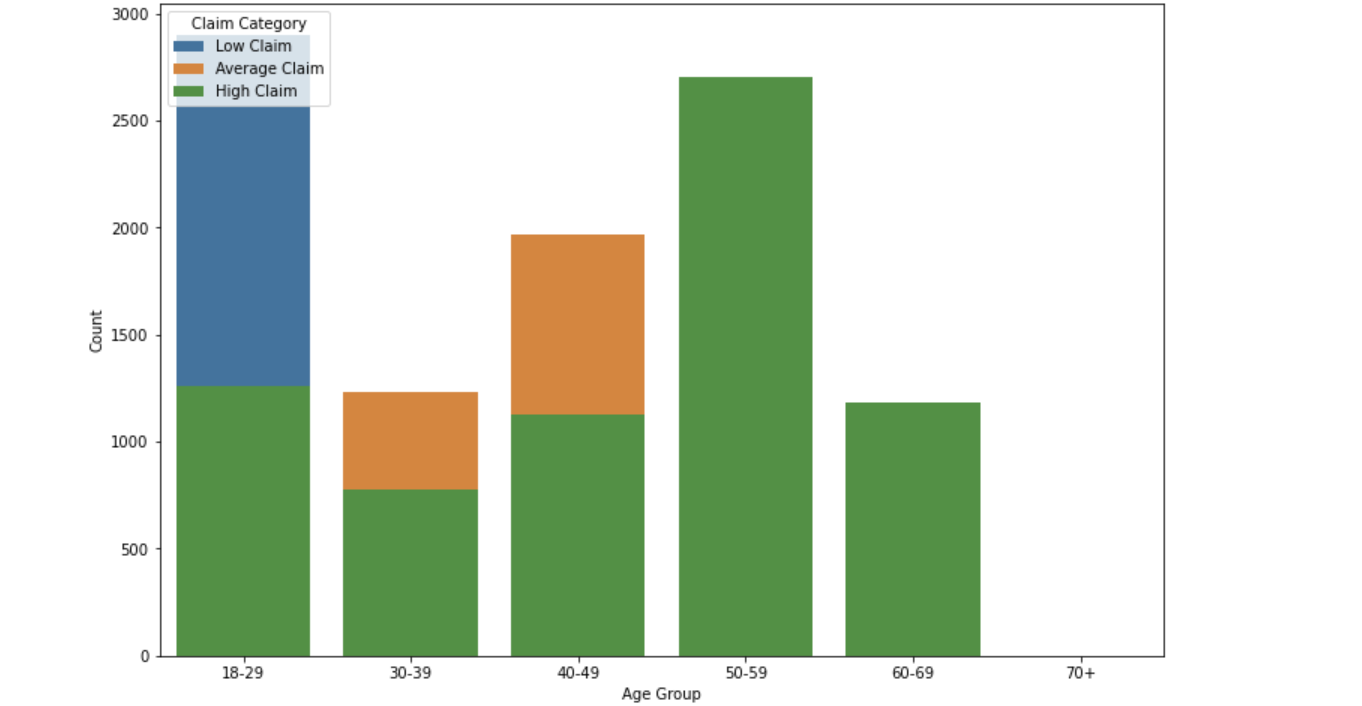 3000
Claim Category
Low Claim
Average Claim
High Claim
2500
2000
1500
1000
500
0
Count
18-29 30-39 40-49 50-59 60-69 70+
Age Group